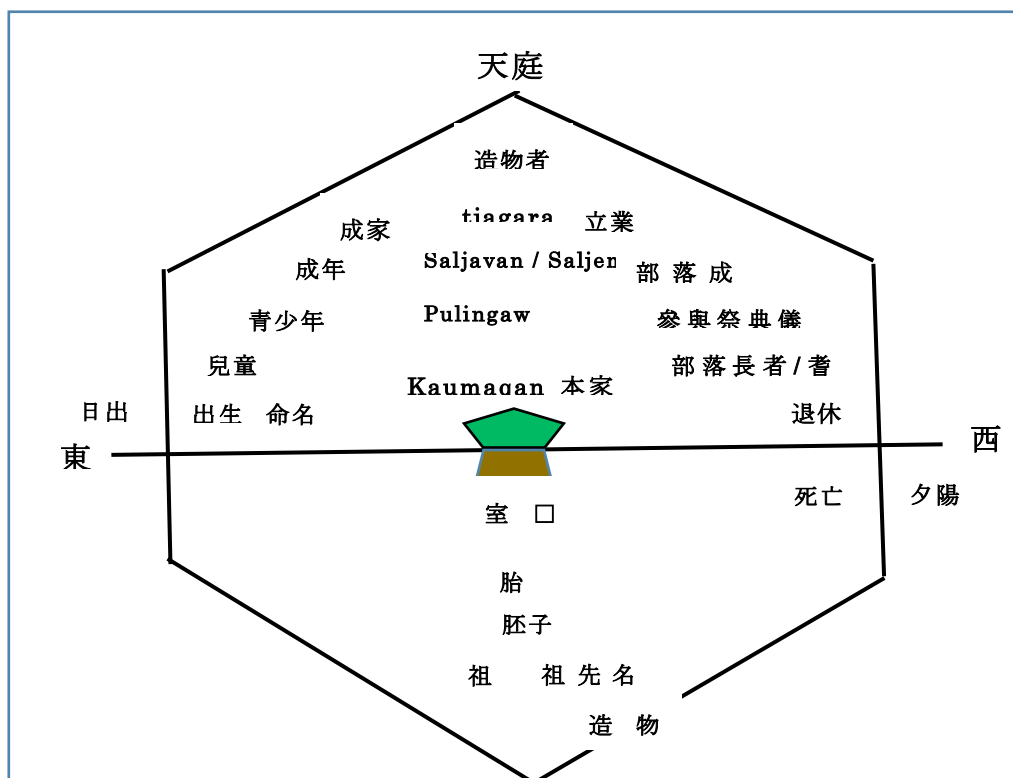 天庭
造物者
tjagara
成家 立業
成年 Saljavan / Saljen 部落成
青少年 Pulingaw 參與祭典儀
兒童 部落長者/耆
Kaumagan 本家
日出 出生 命名 退休
東 西
死亡 夕陽
室 口
胎
胚子
祖 祖先名
造 物